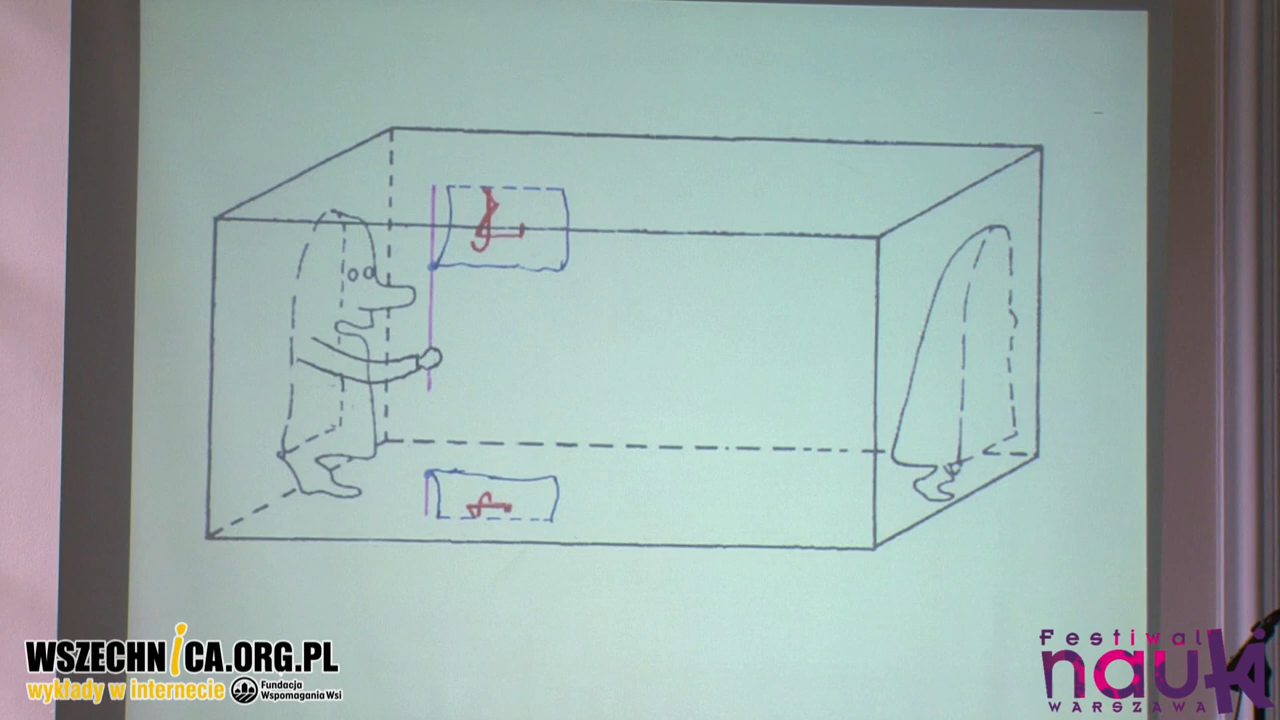 WSZECHNICA.ORG.PL
wykłady w internecie
Fundacja
Wspomagania Wsi
Festiwal
nauki
WARSZAWA